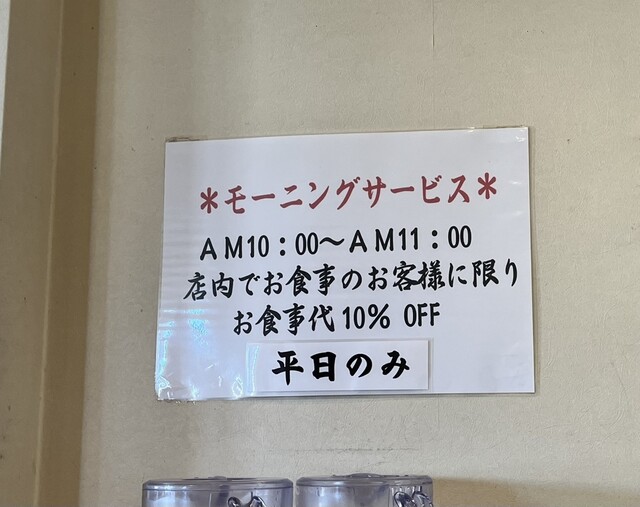 ＊モーニングサービス＊
ＡＭ10：00～ＡＭ11：00
店内でお食事のお客様に限り
お食事代10% OFF
平日のみ